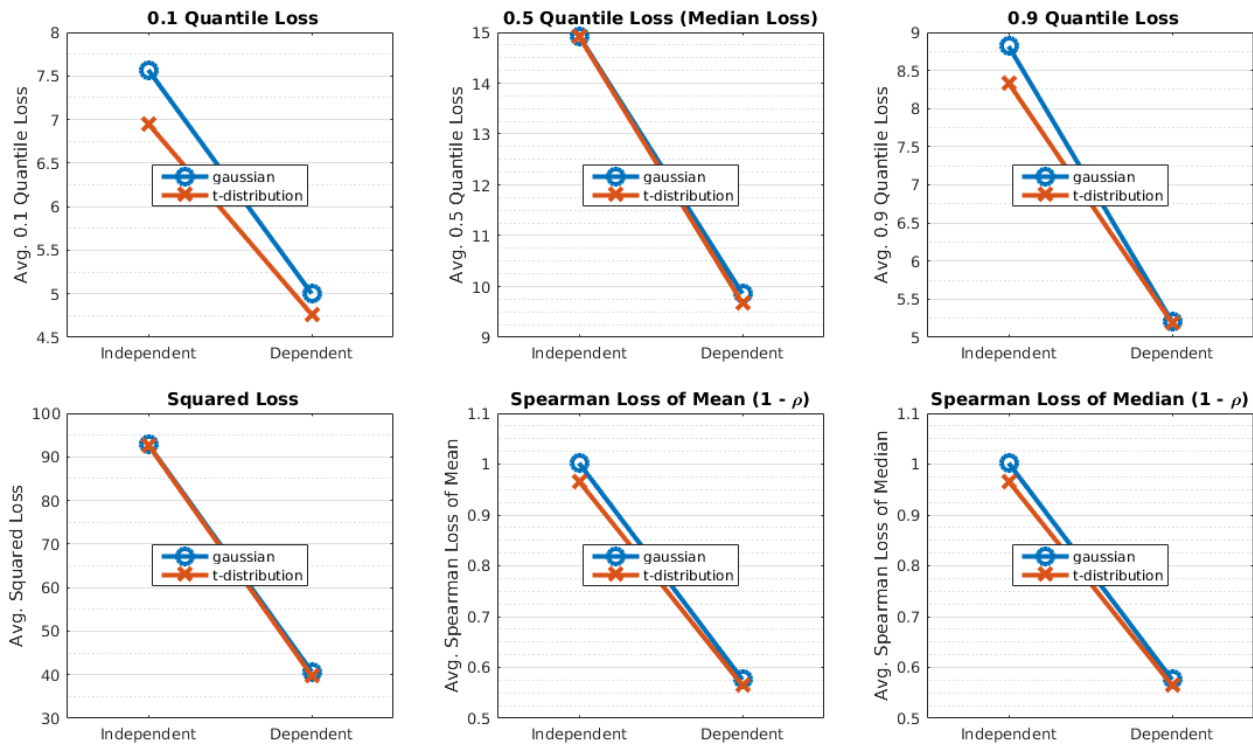 0.1 Quantile Loss
Avg. 0.1 Quantile Loss
8
7.5
7
6.5
6
5.5
5
4.5
gaussian
t-distribution
Independent Dependent
0.5 Quantile Loss (Median Loss)
Avg. 0.5 Quantile Loss
15
14
13
12
11
10
9
gaussian
t-distribution
Independent Dependent
0.9 Quantile Loss
Avg. 0.9 Quantile Loss
9
8.5
8
7.5
7
6.5
6
5.5
5
gaussian
t-distribution
Independent Dependent
Squared Loss
Avg. Squared Loss
100
90
80
70
60
50
40
30
gaussian
t-distribution
Independent Dependent
Spearman Loss of Mean (1 - ρ)
Avg. Spearman Loss of Mean
1.1
1
0.9
0.8
0.7
0.6
0.5
gaussian
t-distribution
Independent Dependent
Spearman Loss of Median (1 - ρ)
Avg. Spearman Loss of Median
1.1
1
0.9
0.8
0.7
0.6
0.5
gaussian
t-distribution
Independent Dependent